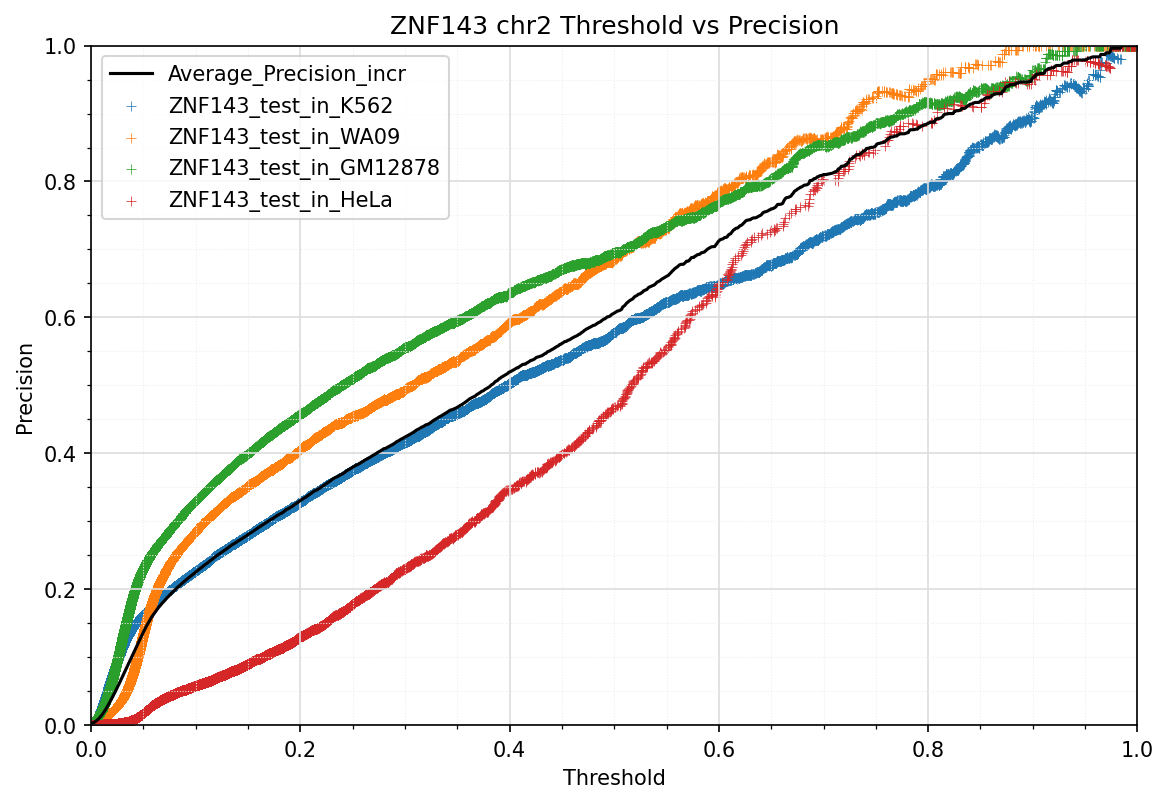 ZNF143 chr2 Threshold vs Precision
Average_Precision_incr
ZNF143_test_in_K562
ZNF143_test_in_WA09
ZNF143_test_in_GM12878
ZNF143_test_in_HeLa
Precision
1.0
0.8
0.6
0.4
0.2
0.0
0.0 0.2 0.4 0.6 0.8 1.0
Threshold